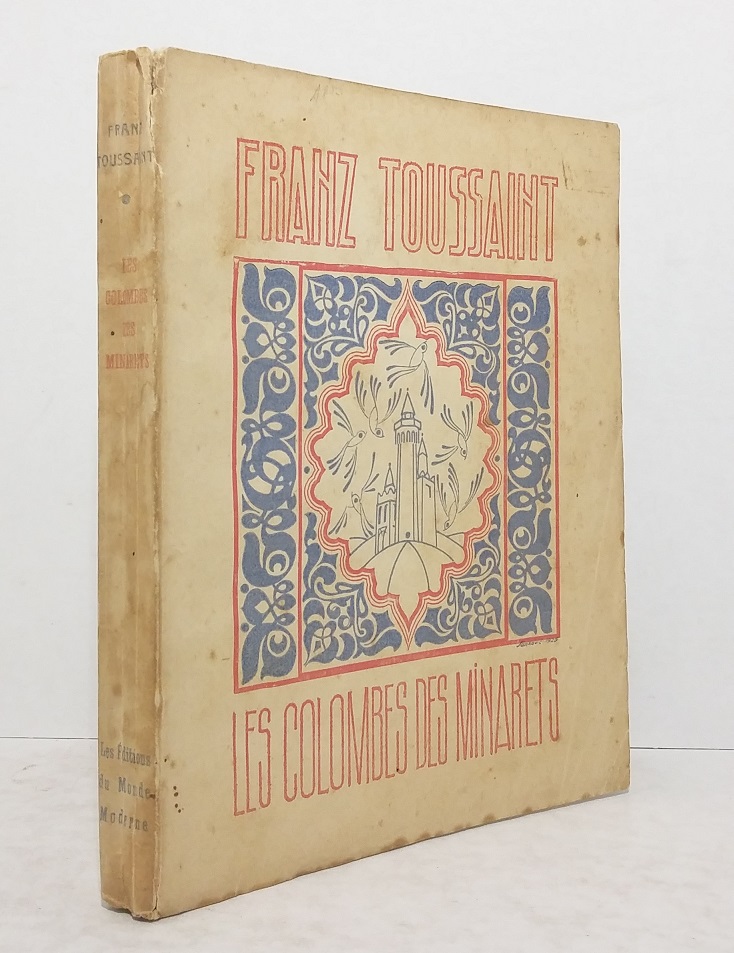 FRANZ TOUSSAINT
LES COLOMBES DES MINARETS
FRANZ
TOUSSAINT
LES
COLOMBES
DES
MINARETS
Les Éditions
du Monde
Moderne